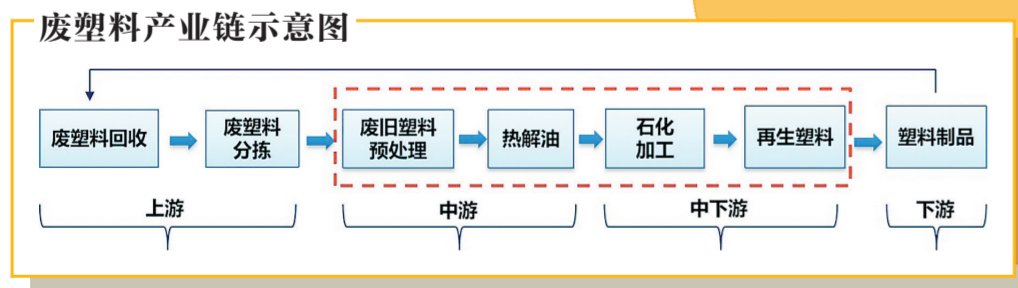 废塑料产业链示意图
废塑料回收
废塑料
分拣
废旧塑料
预处理
热解油
石化
加工
再生塑料
塑料制品
上游
中游
中下游
下游